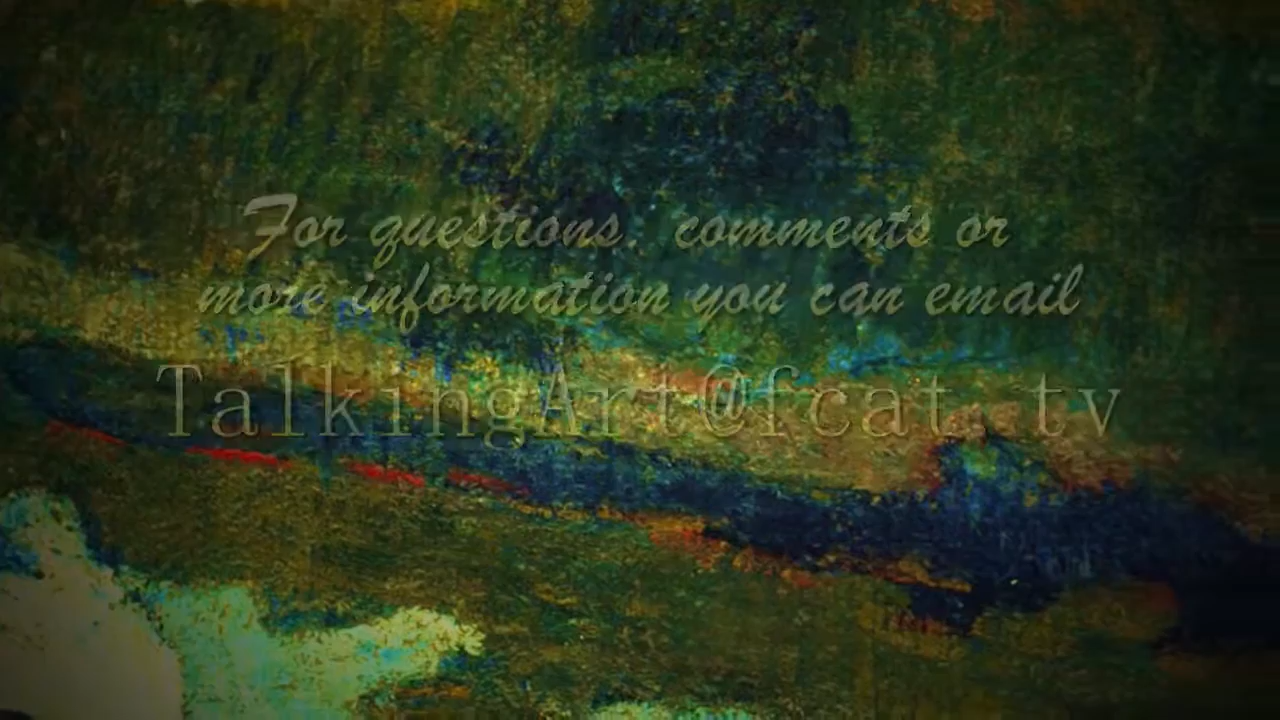 For questions, comments or
more information you can email
TalkingArt@fcat.tv